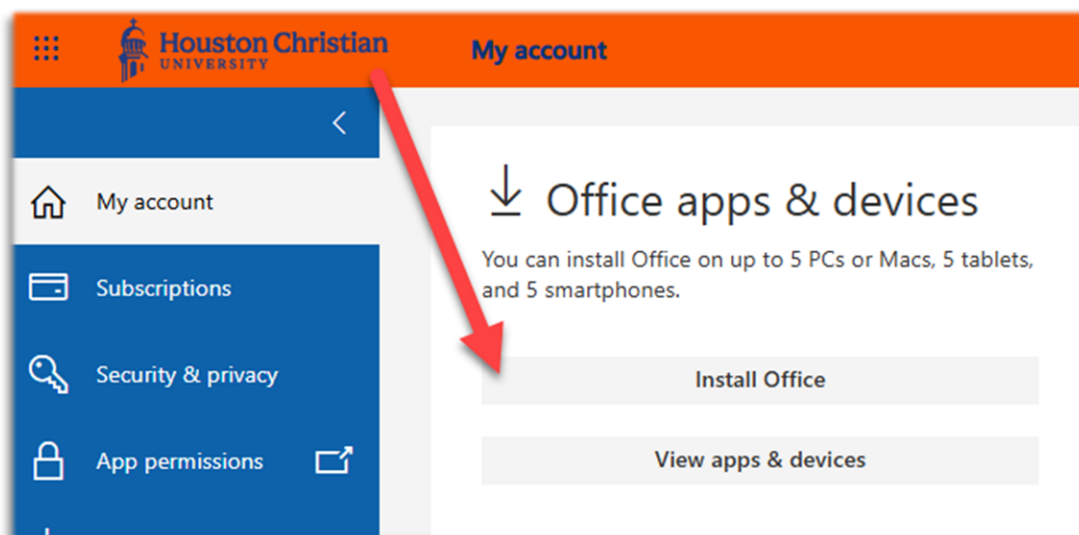 Houston Christian
UNIVERSITY
My account
My account
Subscriptions
Security & privacy
App permissions
Office apps & devices
You can install Office on up to 5 PCs or Macs, 5 tablets,
and 5 smartphones.
Install Office
View apps & devices